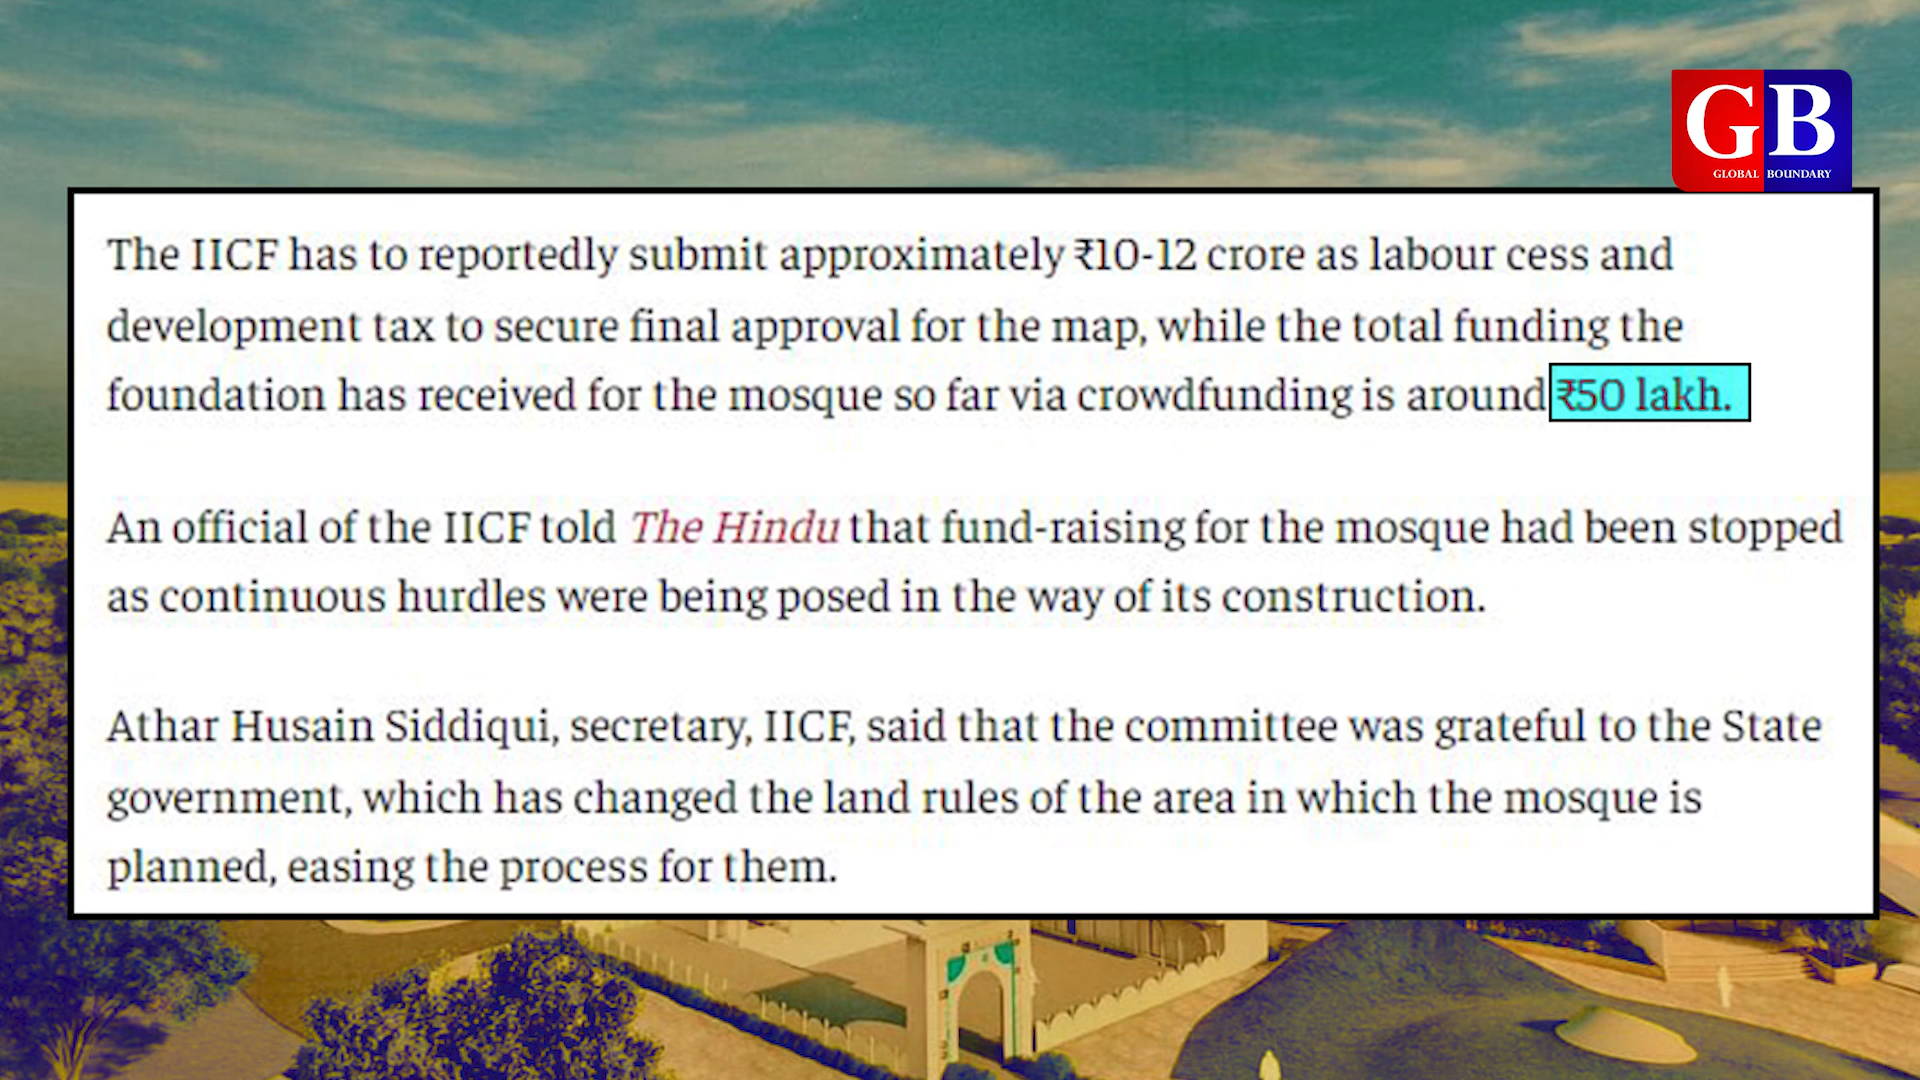 GB
GLOBAL BOUNDARY
The IICF has to reportedly submit approximately ₹10-12 crore as labour cess and
development tax to secure final approval for the map, while the total funding the
foundation has received for the mosque so far via crowdfunding is around ₹50 lakh.
An official of the IICF told The Hindu that fund-raising for the mosque had been stopped
as continuous hurdles were being posed in the way of its construction.
Athar Husain Siddiqui, secretary, IICF, said that the committee was grateful to the State
government, which has changed the land rules of the area in which the mosque is
planned, easing the process for them.